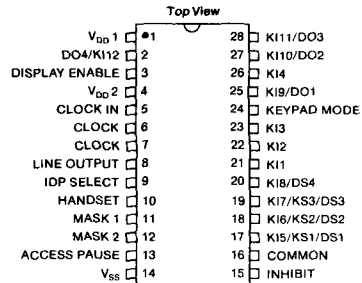 Top View
VDD 1 1 28 KI11/DO3
DO4/KI12 2 27 KI10/DO2
DISPLAY ENABLE 3 26 KI4
VDD 2 4 25 KI9/DO1
CLOCK IN 5 24 KEYPAD MODE
CLOCK 6 23 KI3
CLOCK 7 22 KI2
LINE OUTPUT 8 21 KI1
IDP SELECT 9 20 KI8/DS4
HANDSET 10 19 KI7/KS3/DS3
MASK 1 11 18 KI6/KS2/DS2
MASK 2 12 17 KI5/KS1/DS1
ACCESS PAUSE 13 16 COMMON
VSS 14 15 INHIBIT